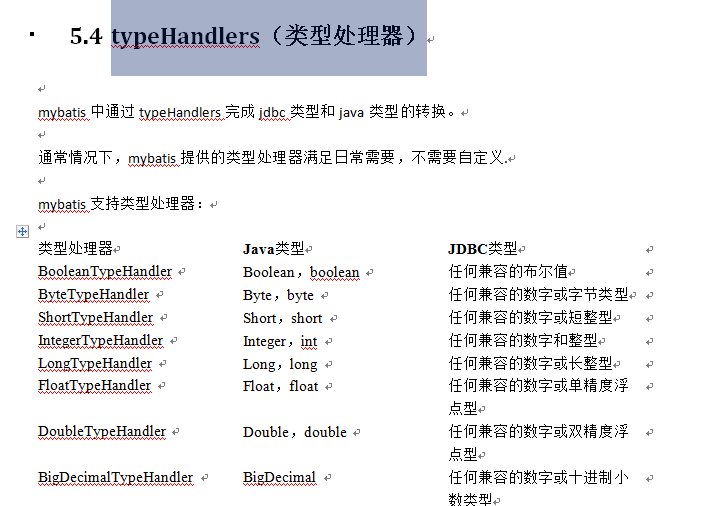 5.4 typeHandlers（类型处理器）
mybatis 中通过 typeHandlers 完成 jdbc 类型和 java 类型的转换。
通常情况下，mybatis 提供的类型处理器满足日常需要，不需要自定义.
mybatis 支持类型处理器：
类型处理器 Java类型 JDBC类型
BooleanTypeHandler Boolean，boolean 任何兼容的布尔值
ByteTypeHandler Byte，byte 任何兼容的数字或字节类型
ShortTypeHandler Short，short 任何兼容的数字或短整型
IntegerTypeHandler Integer，int 任何兼容的数字和整型
LongTypeHandler Long，long 任何兼容的数字或长整型
FloatTypeHandler Float，float 任何兼容的数字或单精度浮
点型
DoubleTypeHandler Double，double 任何兼容的数字或双精度浮
点型
BigDecimalTypeHandler BigDecimal 任何兼容的数字或十进制小
数类型